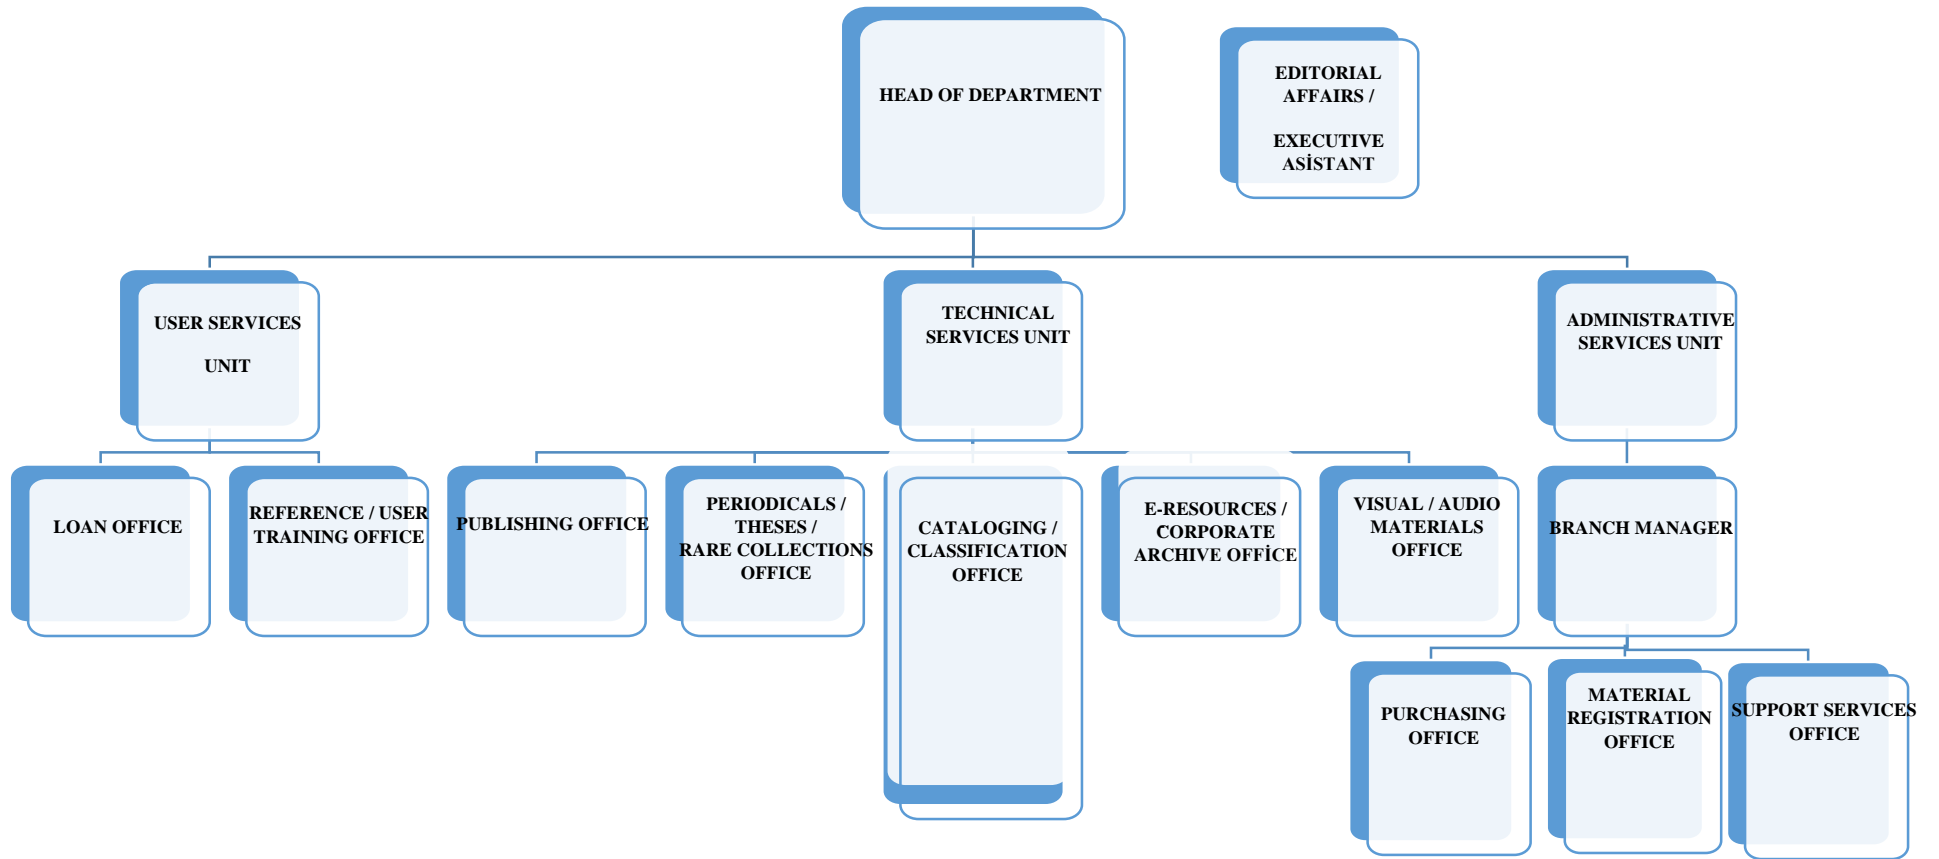 HEAD OF DEPARTMENT
EDITORIAL
AFFAIRS /
EXECUTIVE
ASİSTANT
USER SERVICES
UNIT
TECHNICAL
SERVICES UNIT
ADMINISTRATIVE
SERVICES UNIT
LOAN OFFICE
REFERENCE / USER
TRAINING OFFICE
PUBLISHING OFFICE
PERIODICALS /
THESES /
RARE COLLECTIONS
OFFICE
CATALOGING /
CLASSIFICATION
OFFICE
E-RESOURCES /
CORPORATE
ARCHIVE OFFİCE
VISUAL / AUDIO
MATERIALS
OFFICE
BRANCH MANAGER
PURCHASING
OFFICE
MATERIAL
REGISTRATION
OFFICE
SUPPORT SERVICES
OFFICE